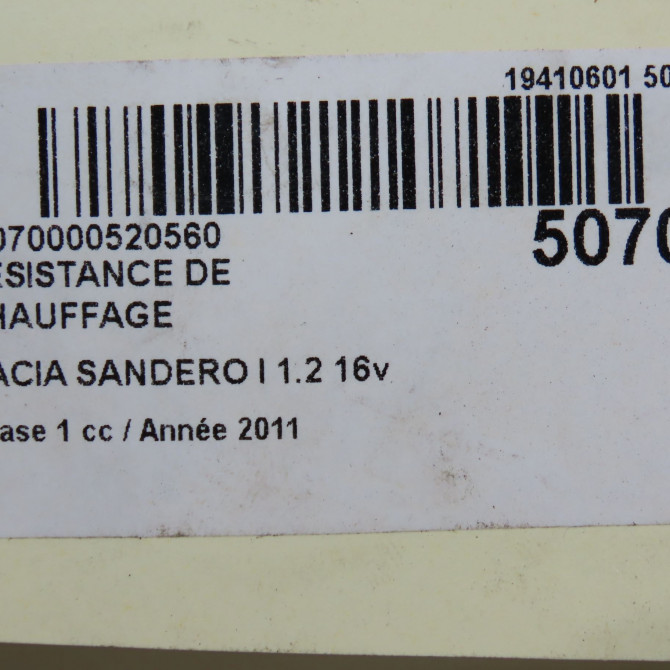 19410601 50
070000520560
5070
ESISTANCE DE
HAUFFAGE
ACIA SANDERO I 1.2 16v
ase 1 cc / Année 2011